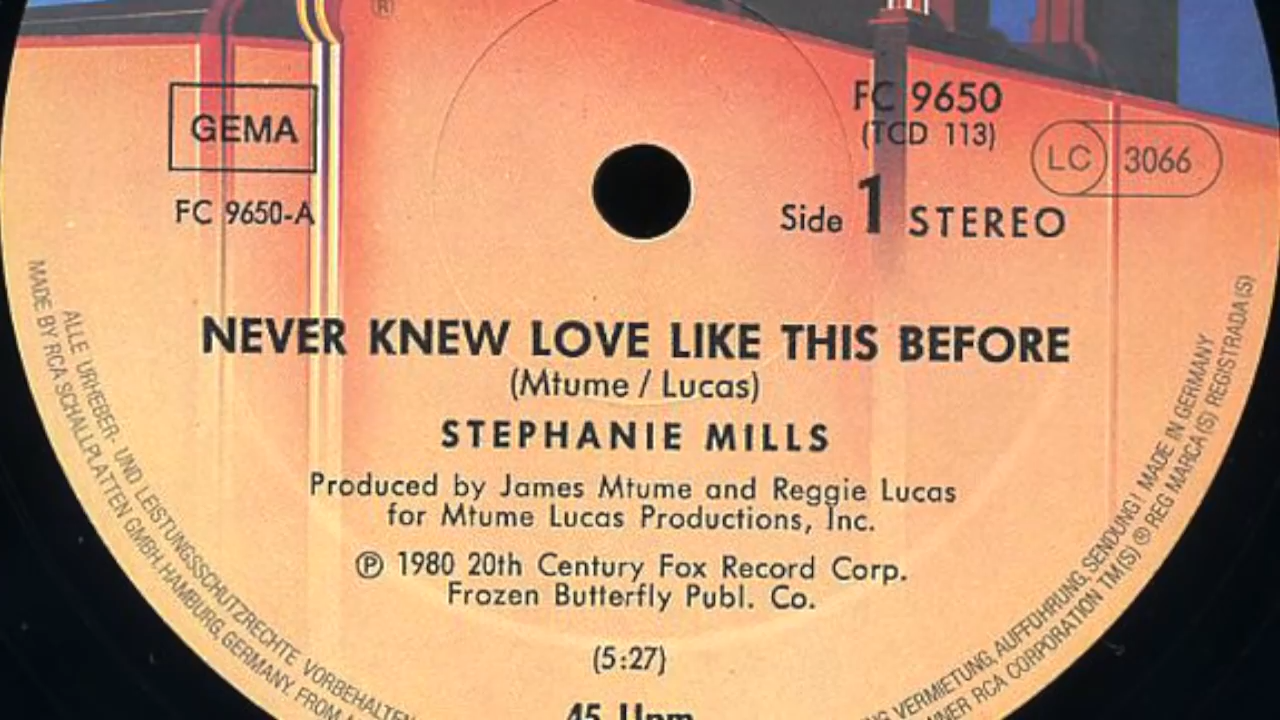 ®
GEMA
FC 9650
(TCD 113)
LC 3066
FC 9650-A
Side 1 STEREO
NEVER KNEW LOVE LIKE THIS BEFORE
(Mtume / Lucas)
STEPHANIE MILLS
Produced by James Mtume and Reggie Lucas
for Mtume Lucas Productions, Inc.
℗ 1980 20th Century Fox Record Corp.
Frozen Butterfly Publ. Co.
(5:27)
45 Upm
ALLE URHEBER- UND LEISTUNGSSCHUTZRECHTE VORBEHALTEN
VERMIETUNG, AUFFÜHRUNG, SENDUNG! MADE IN GERMANY
MADE BY RCA SCHALLPLATTEN GMBH, HAMBURG, GERMANY. FROM
RCA CORPORATION TM(S) ® REG MARCA(S) REGISTRADA(S)